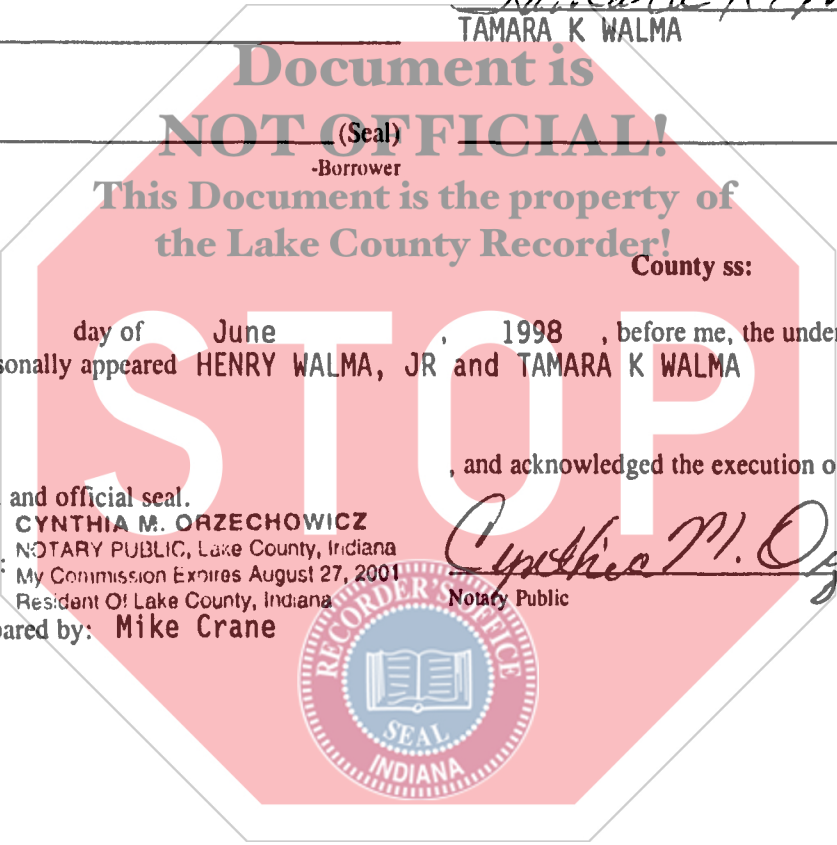 TAMARA K WALMA
Document is
NOT OFFICIAL!
(Seal)
-Borrower
This Document is the property of
the Lake County Recorder!
County ss:
STOP
day of June , 1998 , before me, the under
sonally appeared HENRY WALMA, JR and TAMARA K WALMA
, and acknowledged the execution o
and official seal.
CYNTHIA M. ORZECHOWICZ
NOTARY PUBLIC, Lake County, Indiana
: My Commission Expires August 27, 2001
Resident Of Lake County, Indiana
Cynthia M. O
Notary Public
pared by: Mike Crane
RECORDER'S OFFICE
SEAL
INDIANA